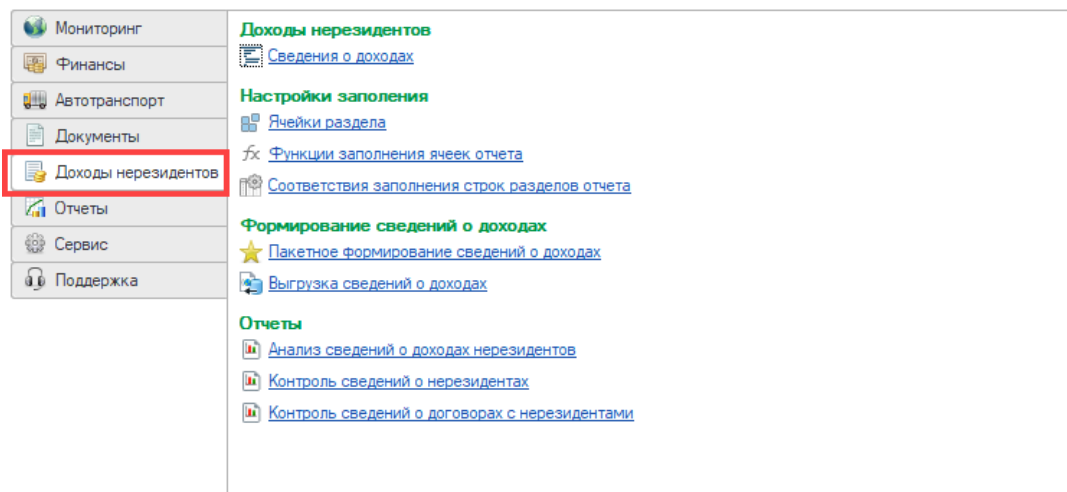 Мониторинг
Финансы
Автотранспорт
Документы
Доходы нерезидентов
Отчеты
Сервис
Поддержка
Доходы нерезидентов
Сведения о доходах
Настройки заполения
Ячейки раздела
fx Функции заполнения ячеек отчета
Соответствия заполнения строк разделов отчета
Формирование сведений о доходах
Пакетное формирование сведений о доходах
Выгрузка сведений о доходах
Отчеты
Анализ сведений о доходах нерезидентов
Контроль сведений о нерезидентах
Контроль сведений о договорах с нерезидентами